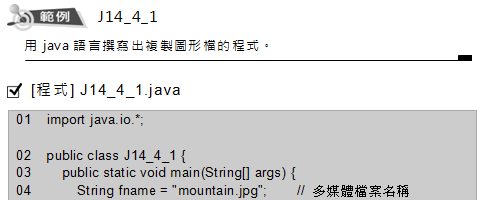 範例 J14_4_1
用 java 語言撰寫出複製圖形檔的程式。
[程式] J14_4_1.java
01 import java.io.*;
02 public class J14_4_1 {
03 public static void main(String[] args) {
04 String fname = "mountain.jpg"; // 多媒體檔案名稱